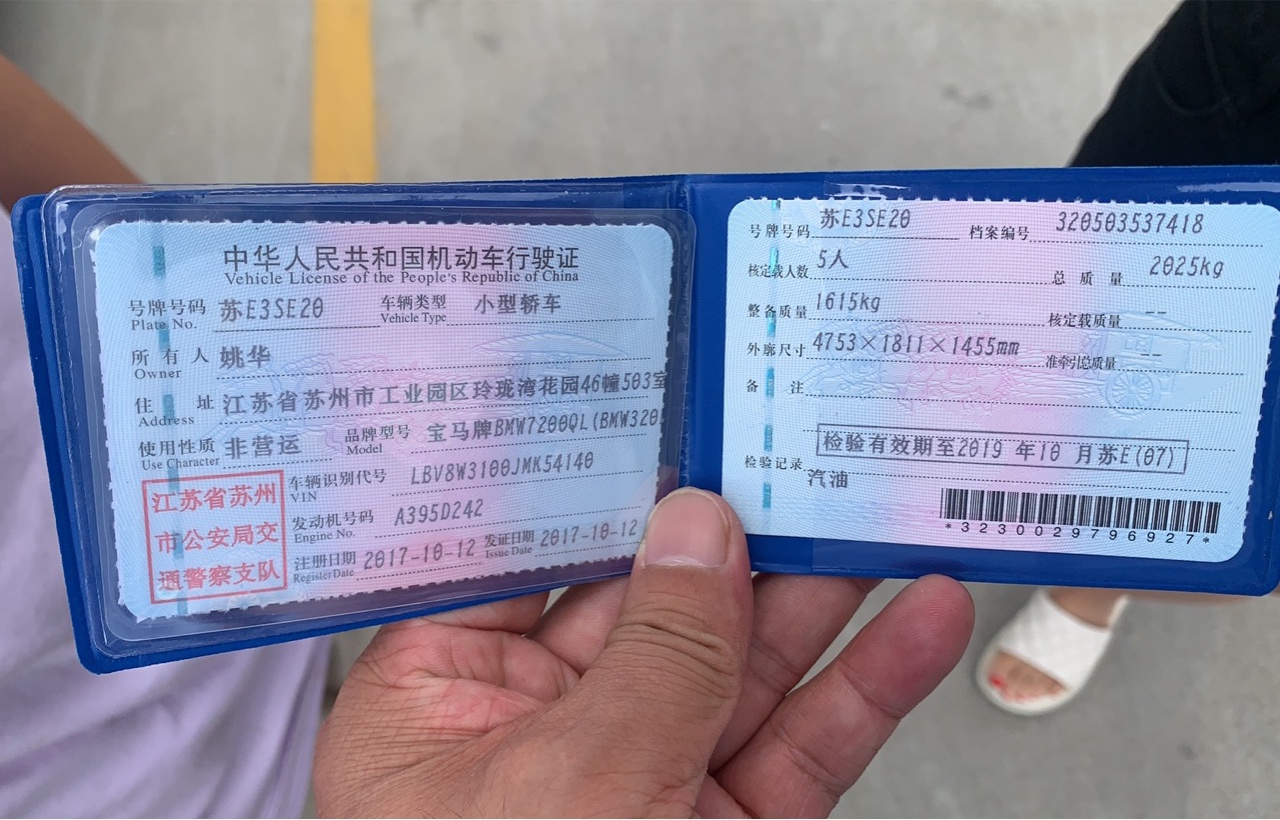 中华人民共和国机动车行驶证
Vehicle License of the People's Republic of China
号牌号码 苏E3SE20 车辆类型 小型轿车
Plate No. Vehicle Type
所有人 姚华
Owner
住址 江苏省苏州市工业园区玲珑湾花园46幢503室
Address
使用性质 非营运 品牌型号 宝马牌BMW7200QL(BMW320
Use Character Model
江苏省苏州
市公安局交
通警察支队
车辆识别代号 LBV8W3100JMK54140
VIN
发动机号码 A395D242
Engine No.
注册日期 2017-10-12 发证日期 2017-10-12
Register Date Issue Date
号牌号码 苏E3SE20 档案编号 320503537418
核定载人数 5人 总质量 2025kg
整备质量 1615kg 核定载质量 --
外廓尺寸 4753×1811×1455mm 准牵引总质量 --
备注
检验有效期至2019 年10 月苏E(07)
检验记录 汽油
*3230029796927*